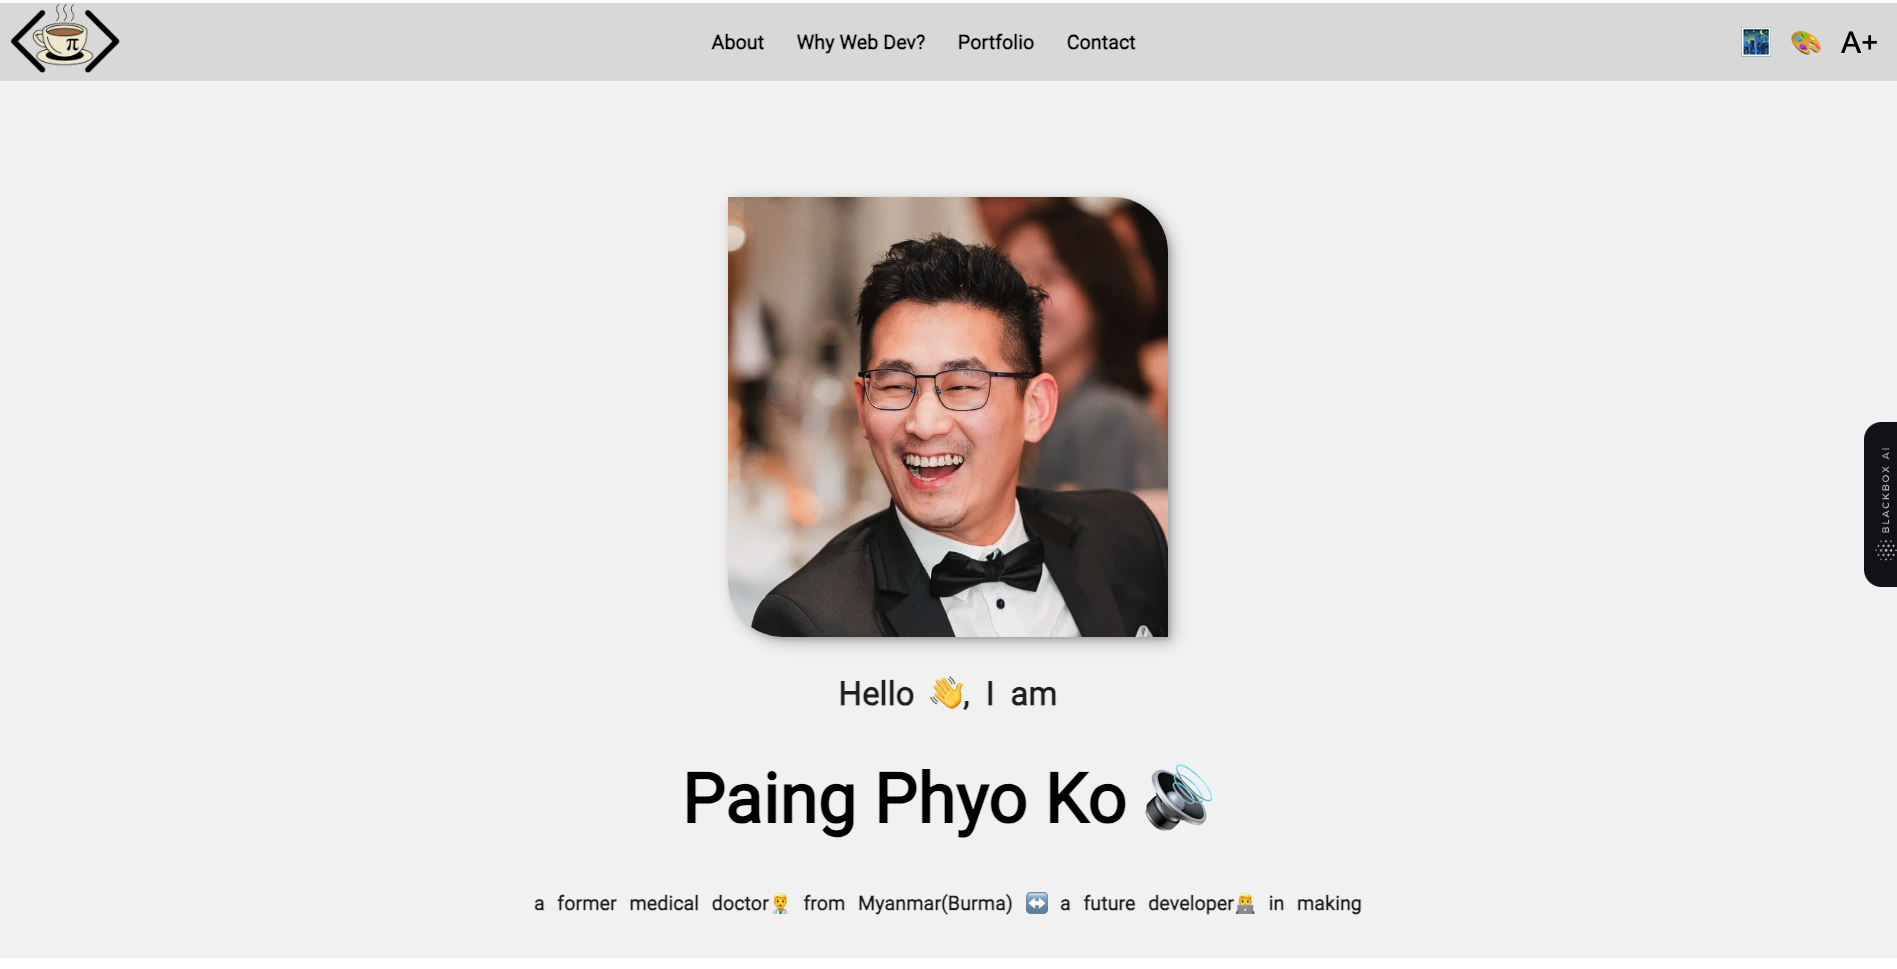 π
About Why Web Dev? Portfolio Contact
A+
BLACKBOX AI
Hello 👋, I am
Paing Phyo Ko 🔊
a former medical doctor👨‍⚕️ from Myanmar(Burma) ↔️ a future developer👨‍💻 in making